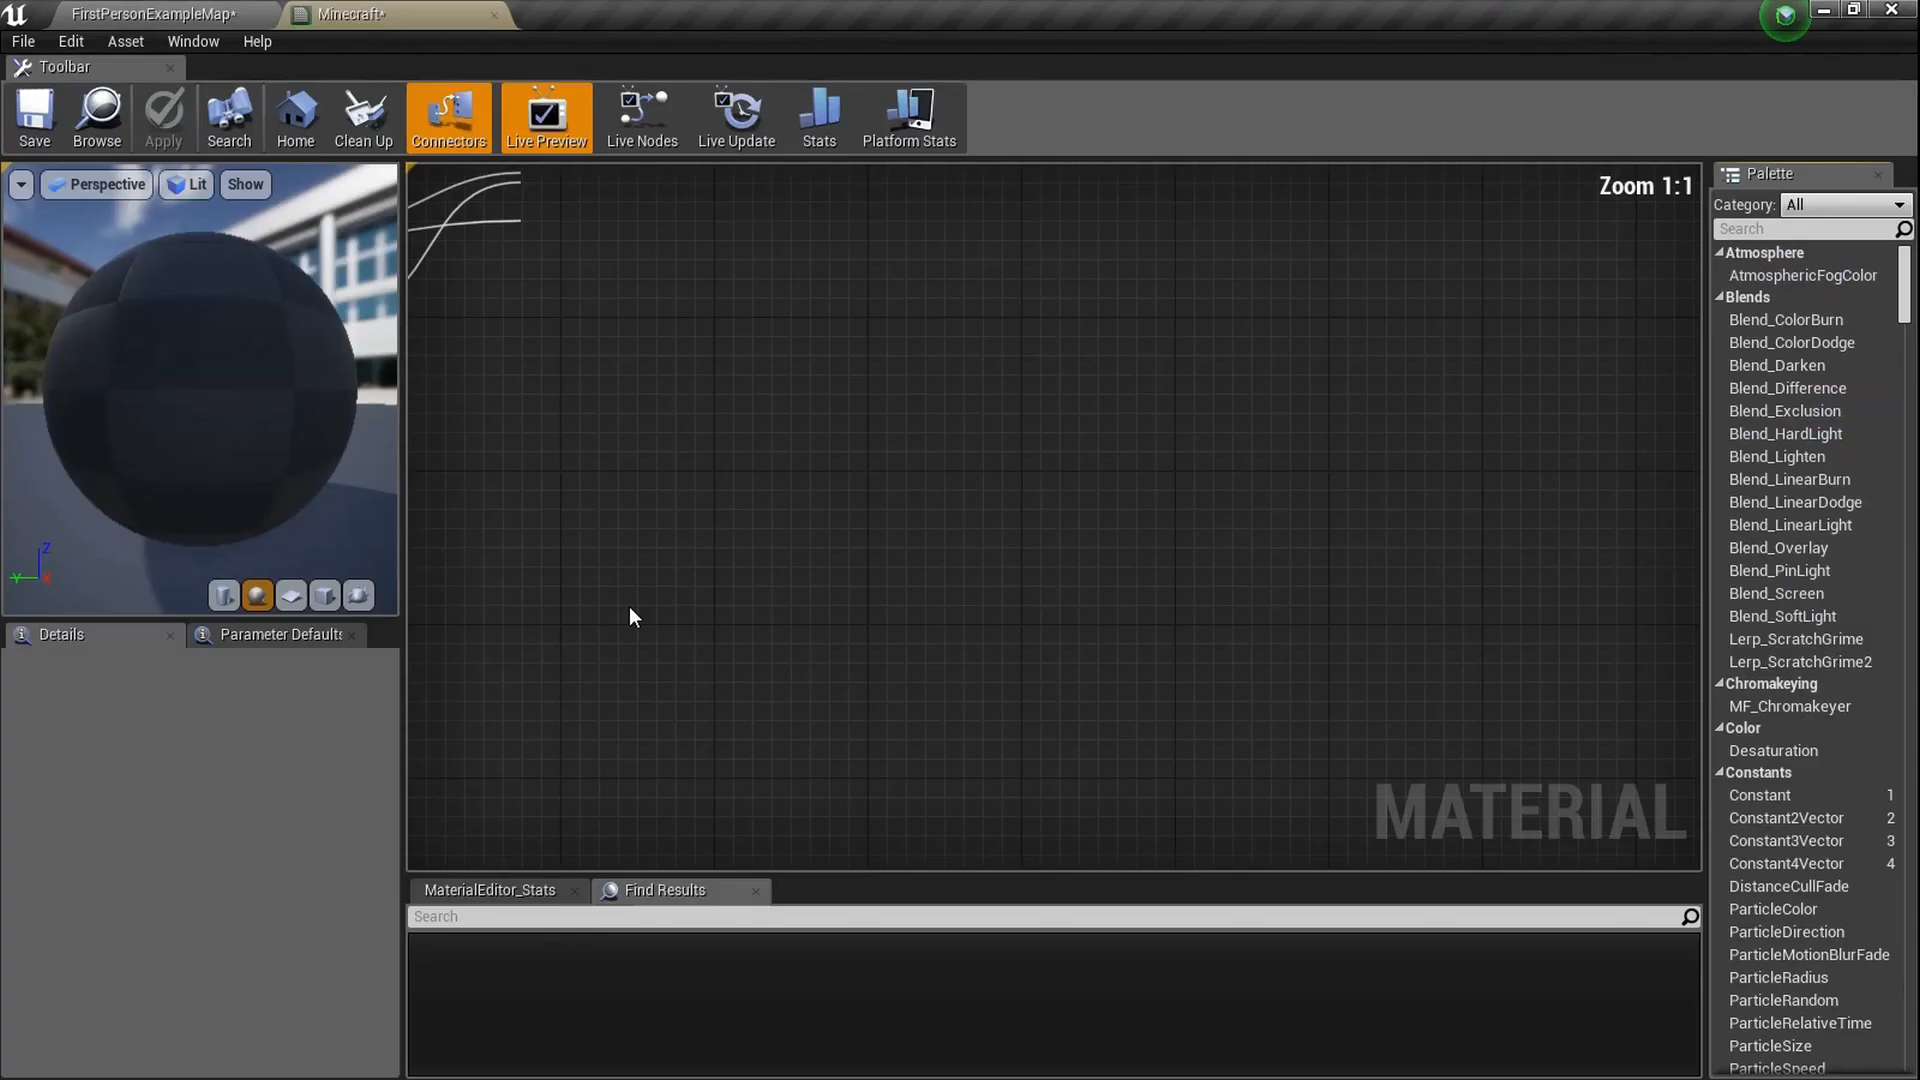 FirstPersonExampleMap*
Minecraft*
File Edit Asset Window Help
Toolbar
Save Browse Apply Search Home Clean Up Connectors Live Preview Live Nodes Live Update Stats Platform Stats
Perspective Lit Show
Zoom 1:1
Palette
Category: All
Search
Atmosphere
AtmosphericFogColor
Blends
Blend_ColorBurn
Blend_ColorDodge
Blend_Darken
Blend_Difference
Blend_Exclusion
Blend_HardLight
Blend_Lighten
Blend_LinearBurn
Blend_LinearDodge
Blend_LinearLight
Blend_Overlay
Blend_PinLight
Blend_Screen
Blend_SoftLight
Lerp_ScratchGrime
Lerp_ScratchGrime2
Chromakeying
MF_Chromakeyer
Color
Desaturation
Constants
Constant 1
Constant2Vector 2
Constant3Vector 3
Constant4Vector 4
DistanceCullFade
ParticleColor
ParticleDirection
ParticleMotionBlurFade
ParticleRadius
ParticleRandom
ParticleRelativeTime
ParticleSize
ParticleSpeed
Z
Y
X
Details
Parameter Defaults
MATERIAL
MaterialEditor_Stats
Find Results
Search